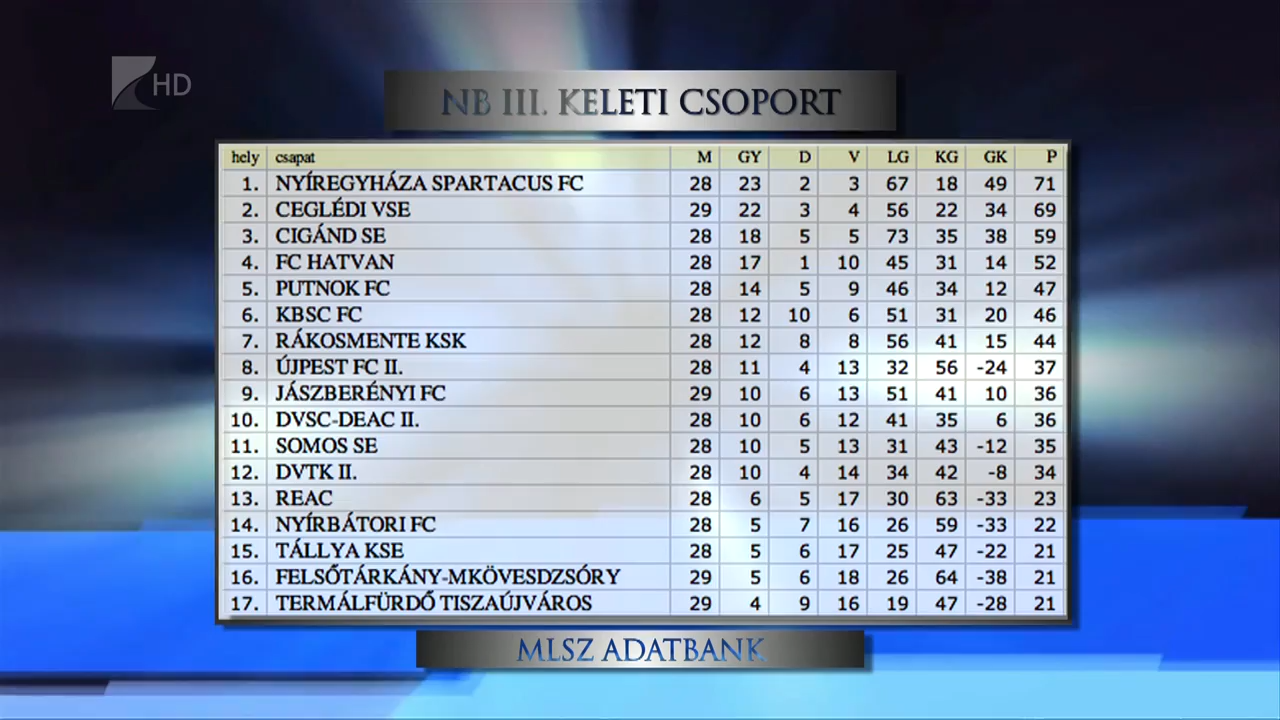 HD
NB III. KELETI CSOPORT
hely csapat M GY D V LG KG GK P
1. NYÍREGYHÁZA SPARTACUS FC 28 23 2 3 67 18 49 71
2. CEGLÉDI VSE 29 22 3 4 56 22 34 69
3. CIGÁND SE 28 18 5 5 73 35 38 59
4. FC HATVAN 28 17 1 10 45 31 14 52
5. PUTNOK FC 28 14 5 9 46 34 12 47
6. KBSC FC 28 12 10 6 51 31 20 46
7. RÁKOSMENTE KSK 28 12 8 8 56 41 15 44
8. ÚJPEST FC II. 28 11 4 13 32 56 -24 37
9. JÁSZBERÉNYI FC 29 10 6 13 51 41 10 36
10. DVSC-DEAC II. 28 10 6 12 41 35 6 36
11. SOMOS SE 28 10 5 13 31 43 -12 35
12. DVTK II. 28 10 4 14 34 42 -8 34
13. REAC 28 6 5 17 30 63 -33 23
14. NYÍRBÁTORI FC 28 5 7 16 26 59 -33 22
15. TÁLLYA KSE 28 5 6 17 25 47 -22 21
16. FELSŐTÁRKÁNY-MKÖVESDZSÓRY 29 5 6 18 26 64 -38 21
17. TERMÁLFÜRDŐ TISZAÚJVÁROS 29 4 9 16 19 47 -28 21
MLSZ ADATBANK